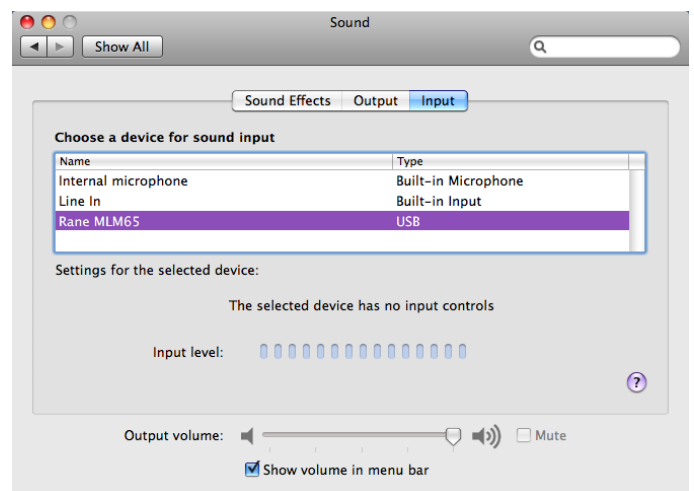 Sound
Show All
Sound Effects Output Input
Choose a device for sound input
Name Type
Internal microphone Built-in Microphone
Line In Built-in Input
Rane MLM65 USB
Settings for the selected device:
The selected device has no input controls
Input level:
?
Output volume: Mute
Show volume in menu bar